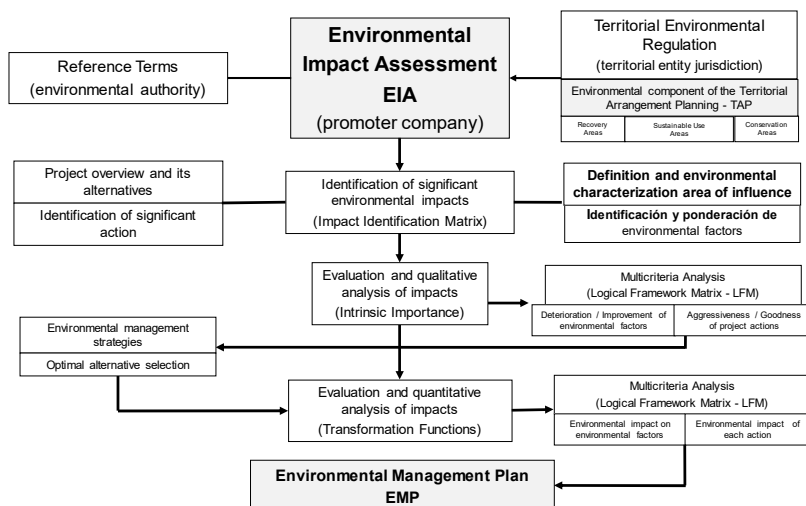 Environmental
Impact Assessment
EIA
(promoter company)
Reference Terms
(environmental authority)
Territorial Environmental
Regulation
(territorial entity jurisdiction)
Environmental component of the Territorial
Arrangement Planning - TAP
Recovery
Areas
Sustainable Use
Areas
Conservation
Areas
Project overview and its
alternatives
Identification of significant
action
Identification of significant
environmental impacts
(Impact Identification Matrix)
Definition and environmental
characterization area of influence
Identificación y ponderación de
environmental factors
Evaluation and qualitative
analysis of impacts
(Intrinsic Importance)
Multicriteria Analysis
(Logical Framework Matrix - LFM)
Deterioration / Improvement of
environmental factors
Aggressiveness / Goodness
of project actions
Environmental management
strategies
Optimal alternative selection
Evaluation and quantitative
analysis of impacts
(Transformation Functions)
Multicriteria Analysis
(Logical Framework Matrix - LFM)
Environmental impact on
environmental factors
Environmental impact of
each action
Environmental Management Plan
EMP